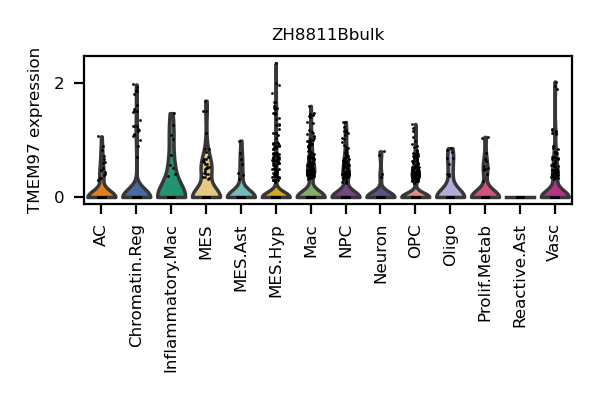 ZH8811Bbulk
TMEM97 expression
2
0
AC
Chromatin.Reg
Inflammatory.Mac
MES
MES.Ast
MES.Hyp
Mac
NPC
Neuron
OPC
Oligo
Prolif.Metab
Reactive.Ast
Vasc